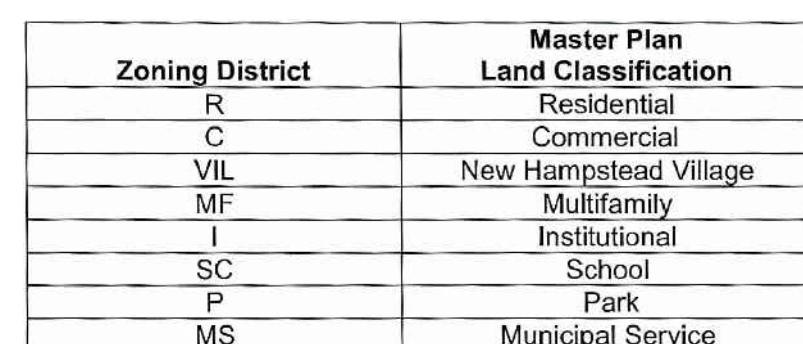 Zoning District Master Plan
Land Classification
R Residential
C Commercial
VIL New Hampstead Village
MF Multifamily
I Institutional
SC School
P Park
MS Municipal Service